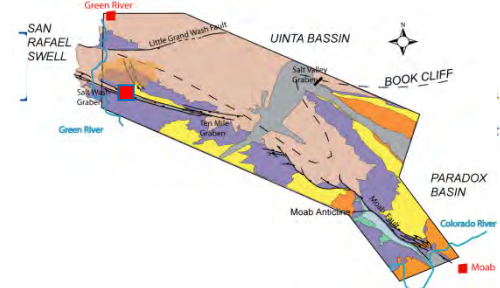 Green River
SAN
RAFAEL
SWELL
Little Grand Wash Fault
UINTA BASSIN
N
Salt Valley
Graben
BOOK CLIFF
Salt Wash
Graben
Green River
Ten Mile
Graben
PARADOX
BASIN
Moab Fault
Moab Anticline
Colorado River
Moab